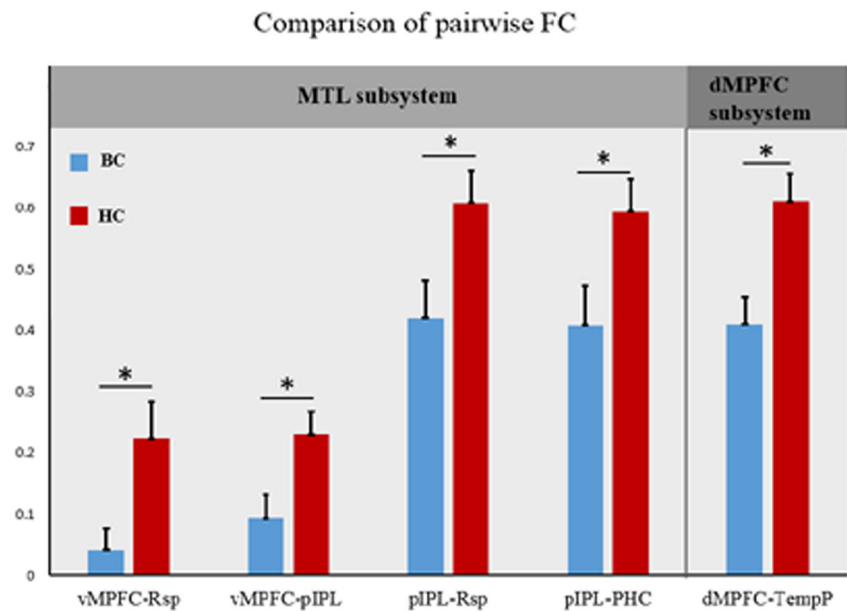 Comparison of pairwise FC
MTL subsystem
dMPFC
subsystem
0.7
0.6
0.5
0.4
0.3
0.2
0.1
0
BC
HC
*
*
*
*
*
vMPFC-Rsp
vMPFC-pIPL
pIPL-Rsp
pIPL-PHC
dMPFC-TempP